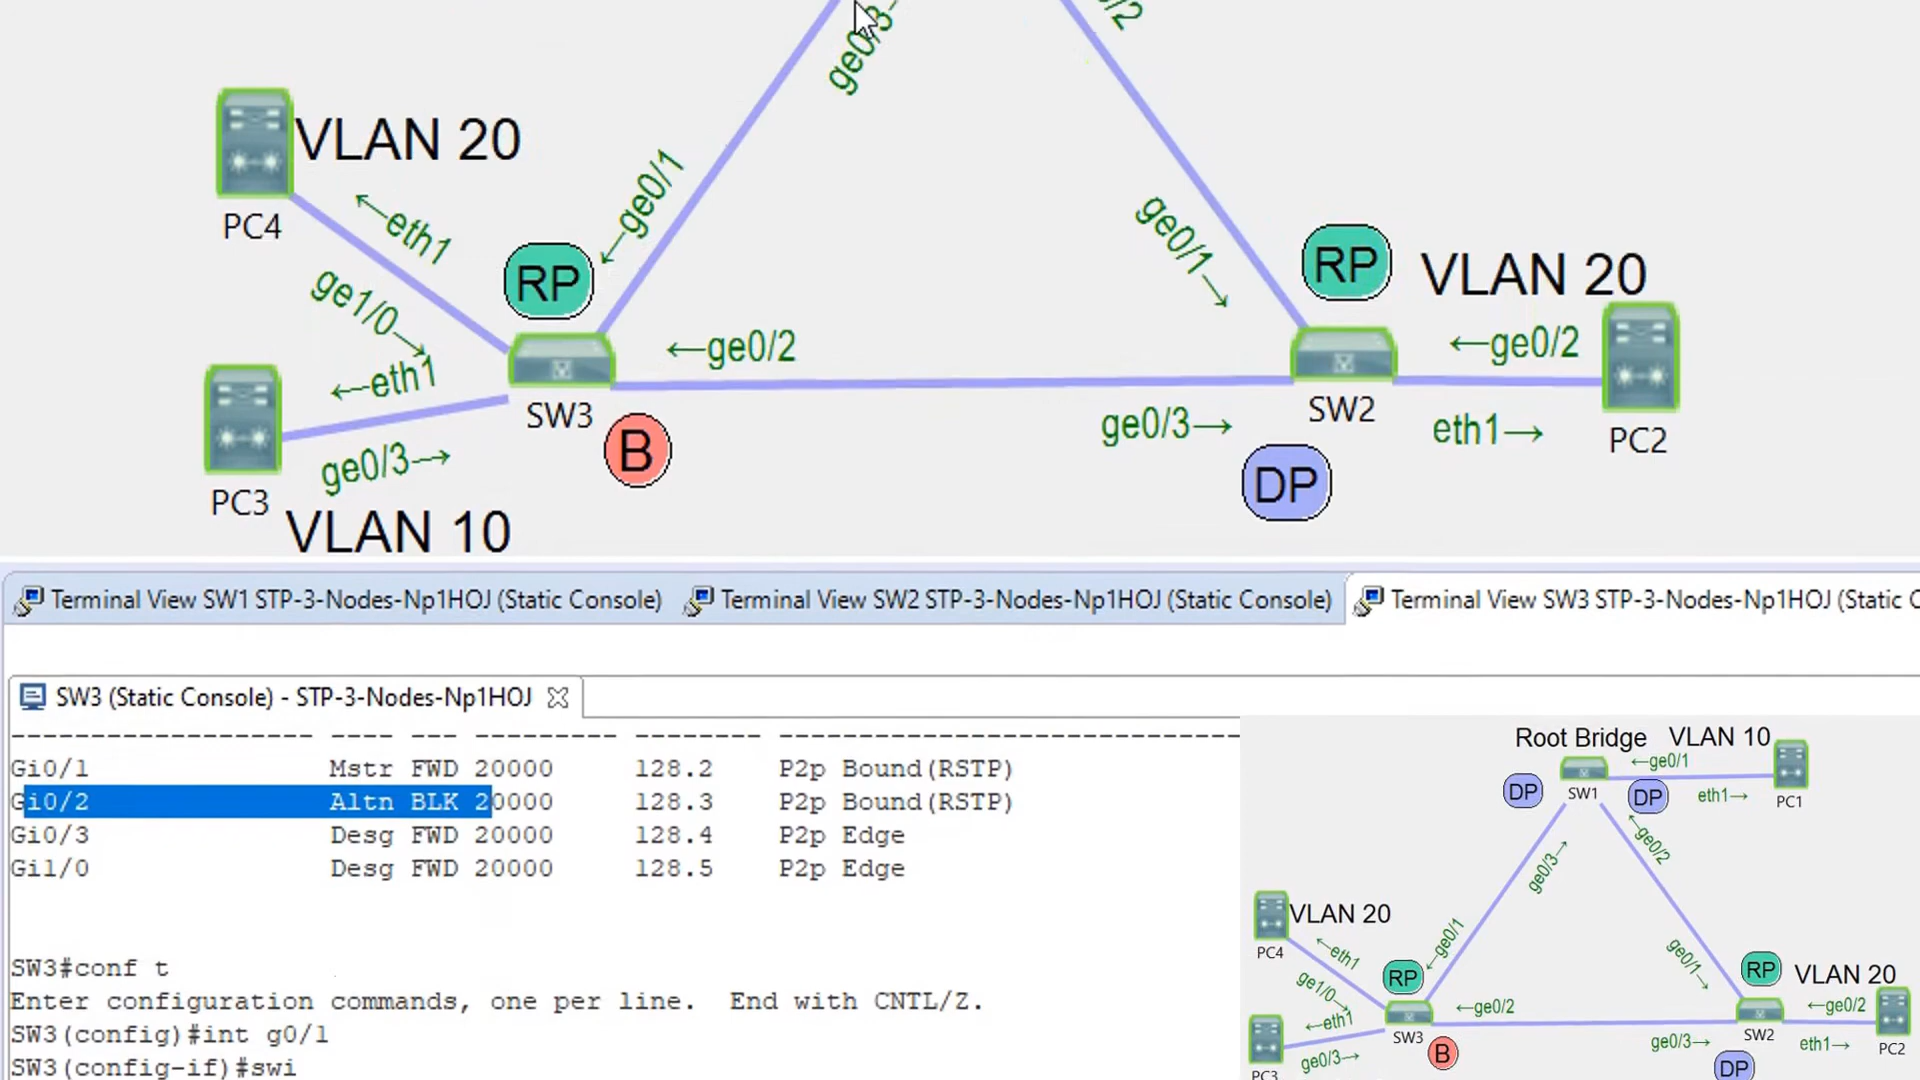 ge0/3
0/2
VLAN 20
PC4
←eth1
←ge0/1
RP
ge0/1→
RP
VLAN 20
ge1/0→
←ge0/2
←ge0/2
←eth1
SW3
ge0/3→
SW2
eth1→
PC2
ge0/3→
B
DP
PC3
VLAN 10
Terminal View SW1 STP-3-Nodes-Np1HOJ (Static Console)
Terminal View SW2 STP-3-Nodes-Np1HOJ (Static Console)
Terminal View SW3 STP-3-Nodes-Np1HOJ (Static C
SW3 (Static Console) - STP-3-Nodes-Np1HOJ
------------------- ---- --- --------- -------- -----------------------------
Gi0/1 Mstr FWD 20000 128.2 P2p Bound(RSTP)
Gi0/2 Altn BLK 20000 128.3 P2p Bound(RSTP)
Gi0/3 Desg FWD 20000 128.4 P2p Edge
Gi1/0 Desg FWD 20000 128.5 P2p Edge
SW3#conf t
Enter configuration commands, one per line. End with CNTL/Z.
SW3(config)#int g0/1
SW3(config-if)#swi
Root Bridge VLAN 10
←ge0/1
DP
SW1
DP
eth1→
PC1
←ge0/2
ge0/3→
VLAN 20
PC4
←eth1
←ge0/1
ge0/1→
RP
RP
VLAN 20
ge1/0→
←ge0/2
←ge0/2
←eth1
SW3
SW2
ge0/3→
eth1→
PC2
ge0/3→
B
DP
PC3